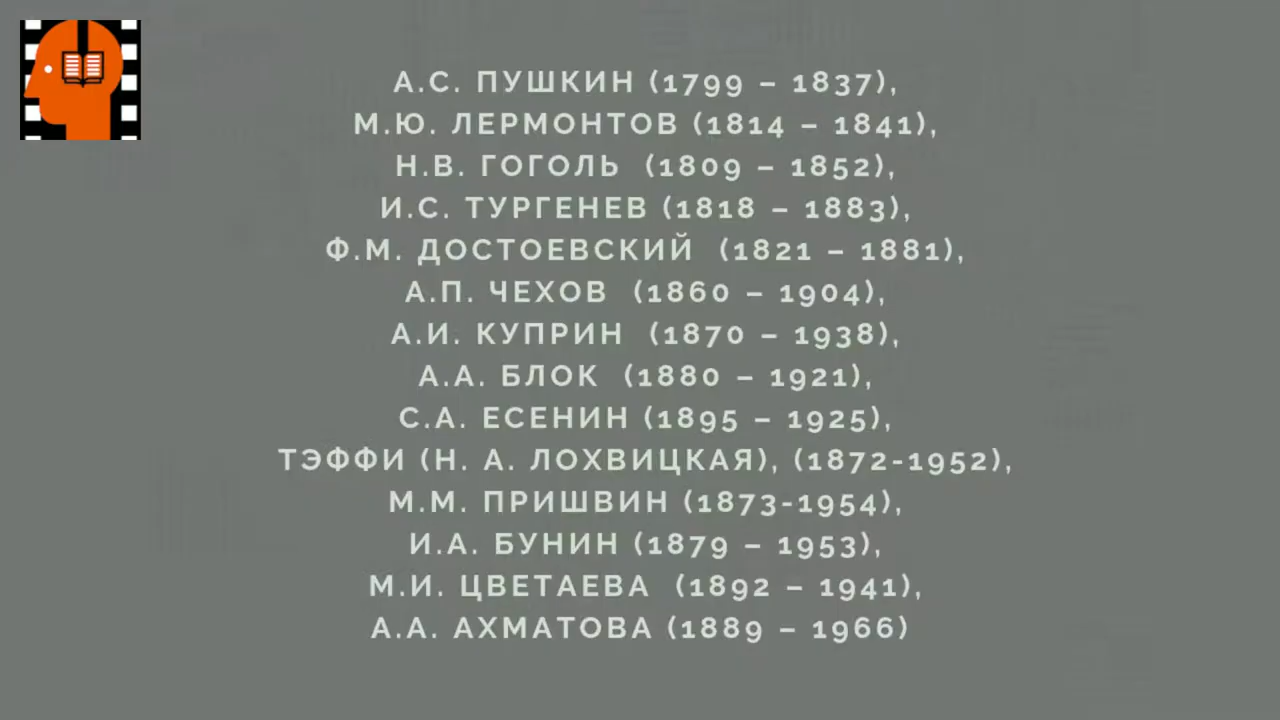 А.С. ПУШКИН (1799 – 1837),
М.Ю. ЛЕРМОНТОВ (1814 – 1841),
Н.В. ГОГОЛЬ (1809 – 1852),
И.С. ТУРГЕНЕВ (1818 – 1883),
Ф.М. ДОСТОЕВСКИЙ (1821 – 1881),
А.П. ЧЕХОВ (1860 – 1904),
А.И. КУПРИН (1870 – 1938),
А.А. БЛОК (1880 – 1921),
С.А. ЕСЕНИН (1895 – 1925),
ТЭФФИ (Н. А. ЛОХВИЦКАЯ), (1872-1952),
М.М. ПРИШВИН (1873-1954),
И.А. БУНИН (1879 – 1953),
М.И. ЦВЕТАЕВА (1892 – 1941),
А.А. АХМАТОВА (1889 – 1966)